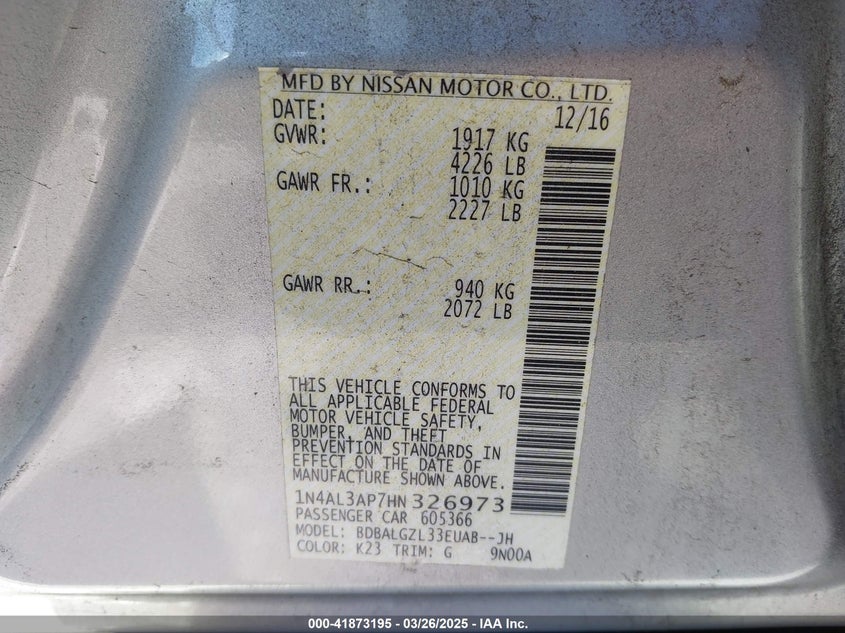 MFD BY NISSAN MOTOR CO., LTD.
DATE: 12/16
GVWR: 1917 KG
4226 LB
GAWR FR.: 1010 KG
2227 LB
GAWR RR.: 940 KG
2072 LB
THIS VEHICLE CONFORMS TO
ALL APPLICABLE FEDERAL
MOTOR VEHICLE SAFETY,
BUMPER, AND THEFT
PREVENTION STANDARDS IN
EFFECT ON THE DATE OF
MANUFACTURE SHOWN ABOVE.
1N4AL3AP7HN326973
PASSENGER CAR 605366
MODEL: BDBALGZL33EUAB--JH
COLOR: K23 TRIM: G 9N00A
000-41873195 - 03/26/2025 - IAA Inc.